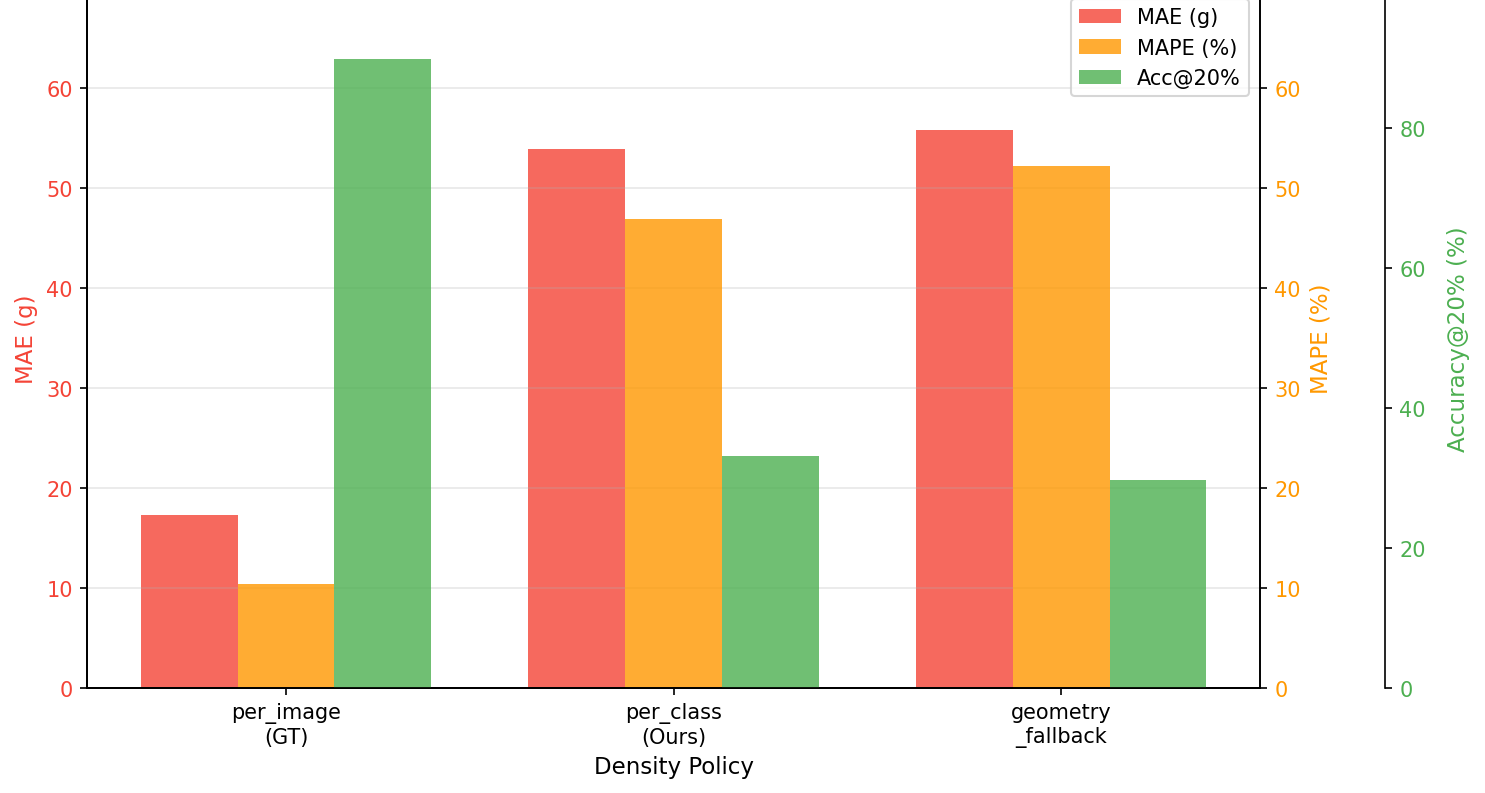 MAE (g)
MAPE (%)
Acc@20%
60
50
40
30
20
10
0
MAE (g)
60
50
40
30
20
10
0
MAPE (%)
80
60
40
20
0
Accuracy@20% (%)
per_image
(GT)
per_class
(Ours)
geometry
_fallback
Density Policy